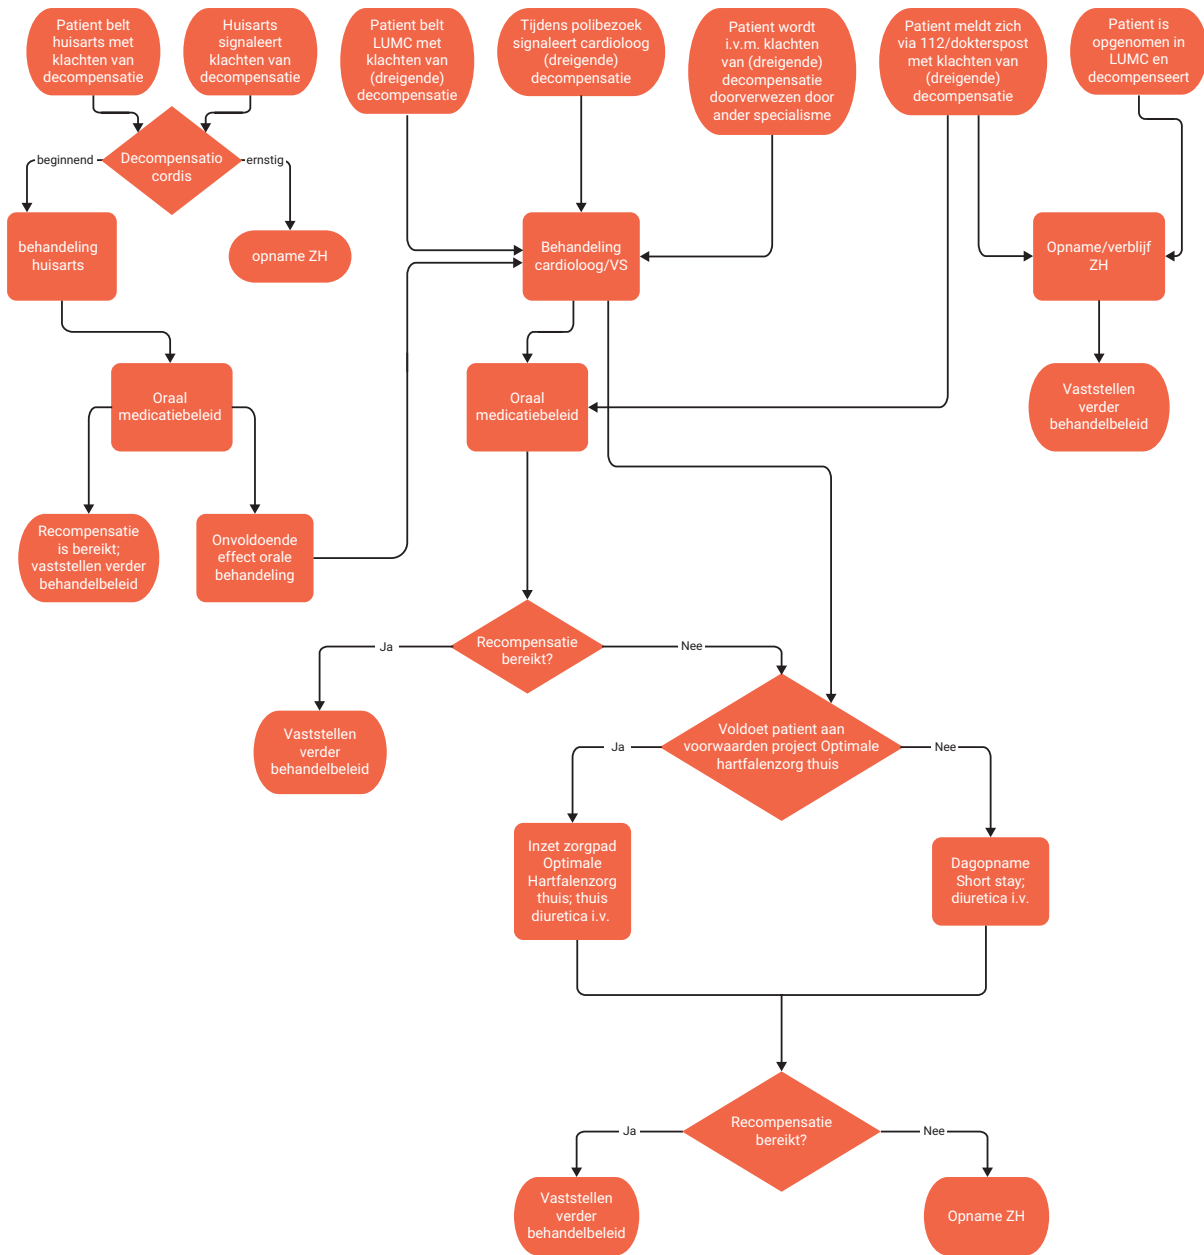 Patient belt
huisarts met
klachten van
decompensatie
Huisarts
signaleert
klachten van
decompensatie
Patient belt
LUMC met
klachten van
(dreigende)
decompensatie
Tijdens polibezoek
signaleert cardioloog
(dreigende)
decompensatie
Patient wordt
i.v.m. klachten
van (dreigende)
decompensatie
doorverwezen door
ander specialisme
Patient meldt zich
via 112/dokterspost
met klachten van
(dreigende)
decompensatie
Patient is
opgenomen in
LUMC en
decompenseert
beginnend
Decompensatio
cordis
ernstig
behandeling
huisarts
opname ZH
Behandeling
cardioloog/VS
Opname/verblijf
ZH
Oraal
medicatiebeleid
Oraal
medicatiebeleid
Vaststellen
verder
behandelbeleid
Recompensatie
is bereikt;
vaststellen verder
behandelbeleid
Onvoldoende
effect orale
behandeling
Ja
Recompensatie
bereikt?
Nee
Vaststellen
verder
behandelbeleid
Ja
Voldoet patient aan
voorwaarden project Optimale
hartfalenzorg thuis
Nee
Inzet zorgpad
Optimale
Hartfalenzorg
thuis; thuis
diuretica i.v.
Dagopname
Short stay;
diuretica i.v.
Ja
Recompensatie
bereikt?
Nee
Vaststellen
verder
behandelbeleid
Opname ZH